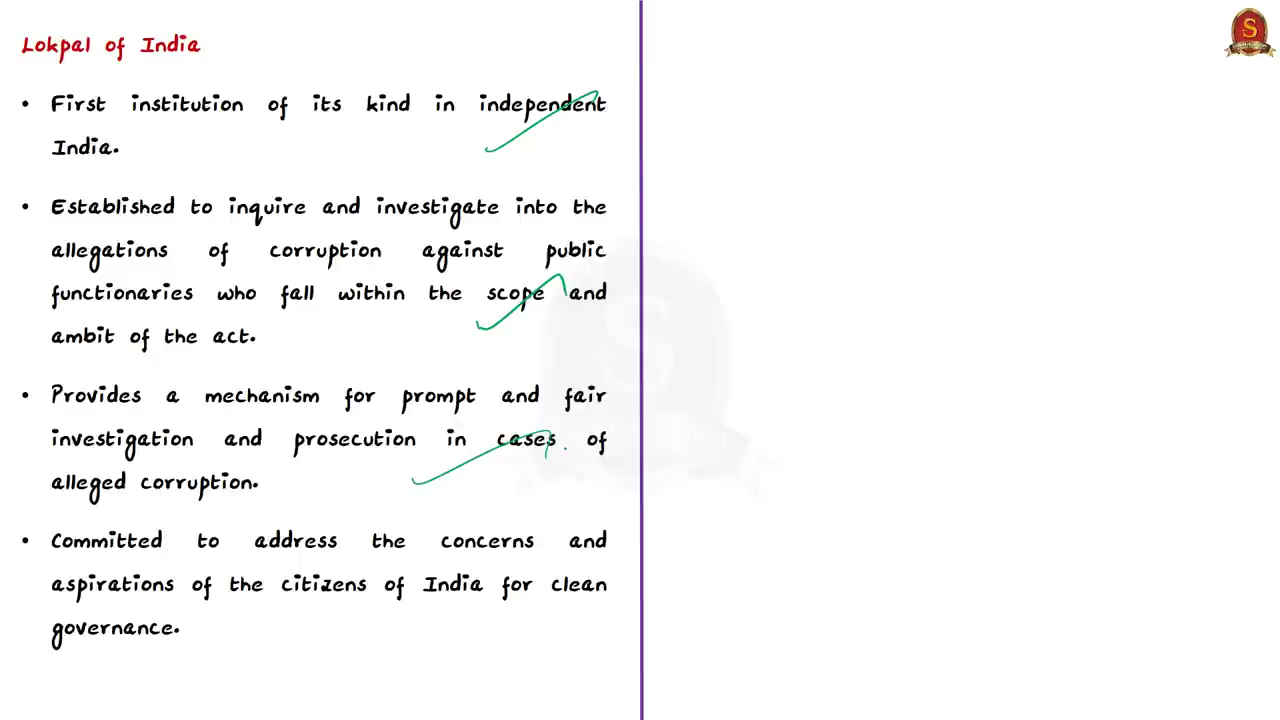 Lokpal of India
• First institution of its kind in independent
India.
• Established to inquire and investigate into the
allegations of corruption against public
functionaries who fall within the scope and
ambit of the act.
• Provides a mechanism for prompt and fair
investigation and prosecution in cases of
alleged corruption.
• Committed to address the concerns and
aspirations of the citizens of India for clean
governance.
S
S